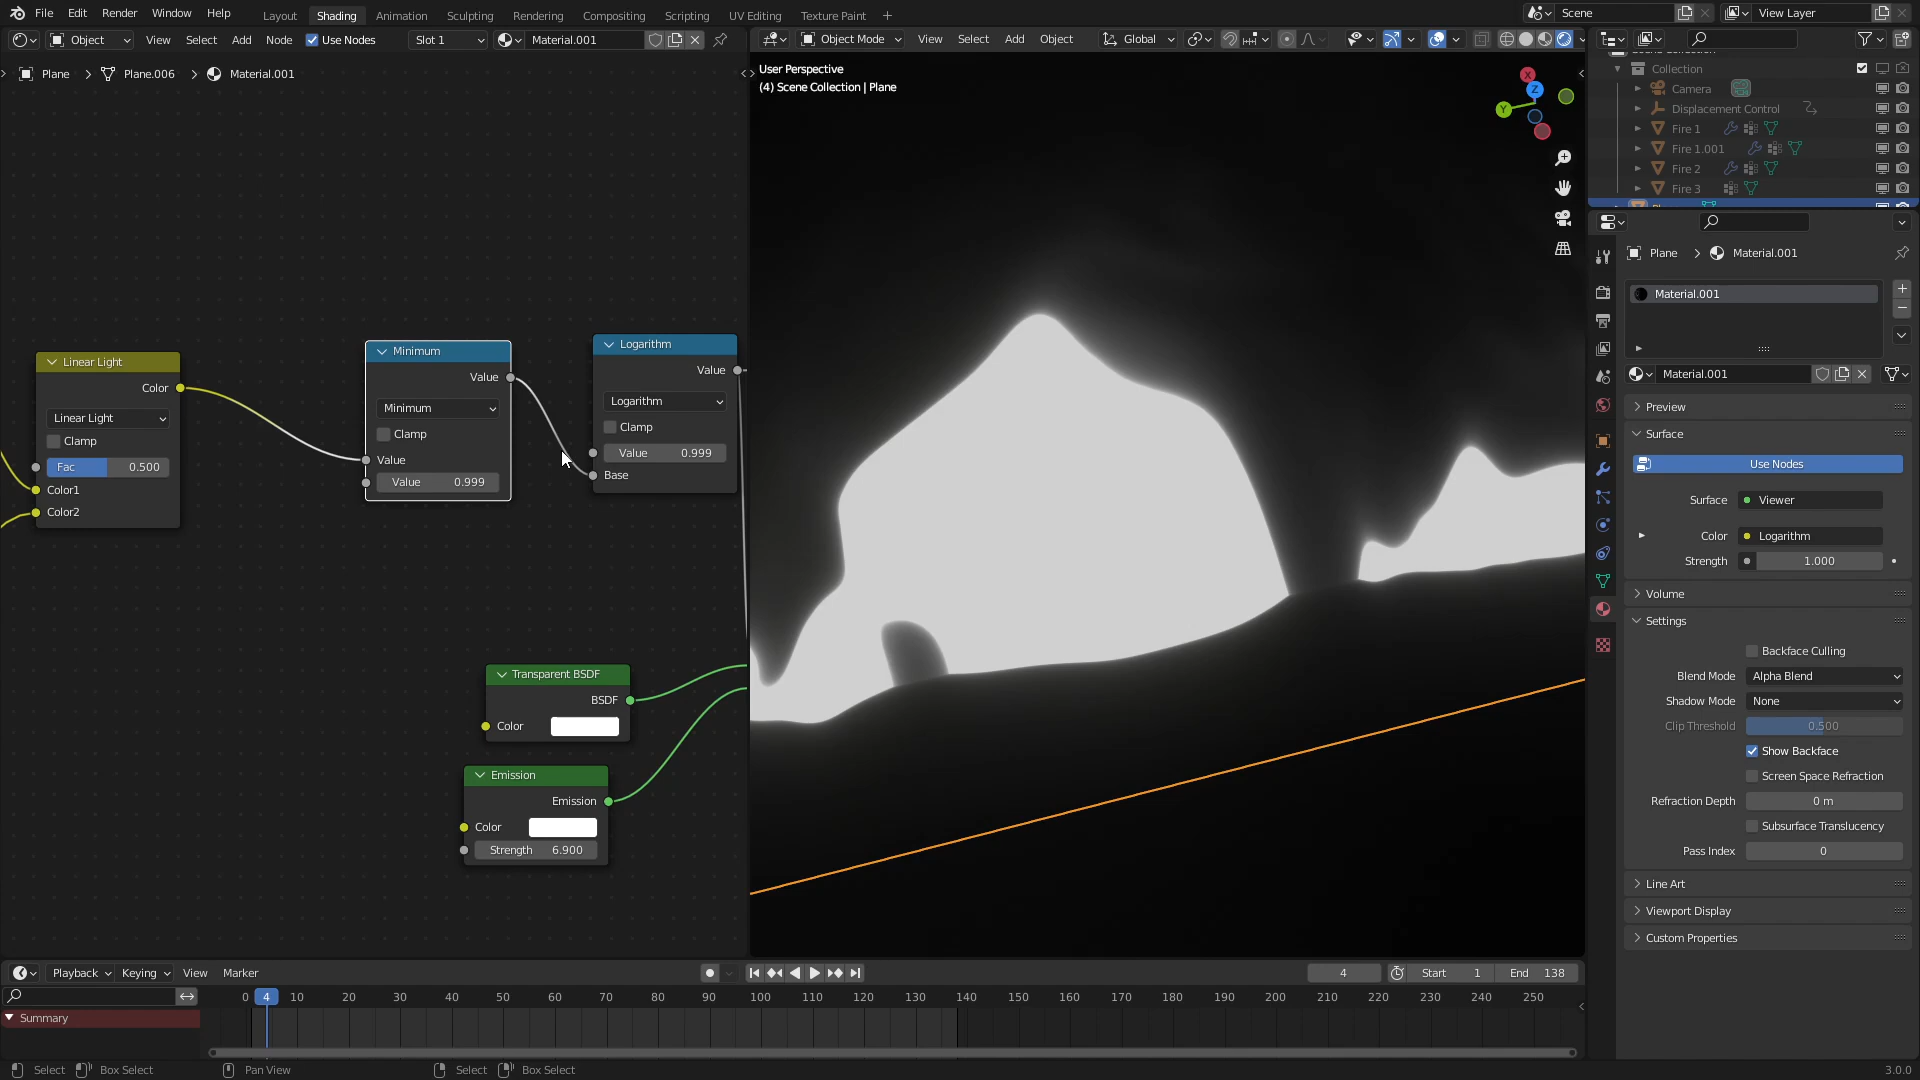 File Edit Render Window Help Layout Shading Animation Sculpting Rendering Compositing Scripting UV Editing Texture Paint + Scene View Layer
Object View Select Add Node Use Nodes Slot 1 Material.001 Object Mode View Select Add Object Global
Plane > Plane.006 > Material.001
User Perspective
(4) Scene Collection | Plane
X
Z
Y
Collection
Camera
Displacement Control
Fire 1
Fire 1.001
Fire 2
Fire 3
Plane > Material.001
Material.001
Material.001
Preview
Surface
Use Nodes
Surface Viewer
Color Logarithm
Strength 1.000
Volume
Settings
Backface Culling
Blend Mode Alpha Blend
Shadow Mode None
Clip Threshold 0.500
Show Backface
Screen Space Refraction
Refraction Depth 0 m
Subsurface Translucency
Pass Index 0
Line Art
Viewport Display
Custom Properties
Linear Light
Color
Linear Light
Clamp
Fac 0.500
Color1
Color2
Minimum
Value
Minimum
Clamp
Value
Value 0.999
Logarithm
Value
Logarithm
Clamp
Value 0.999
Base
Transparent BSDF
BSDF
Color
Emission
Emission
Color
Strength 6.900
Playback Keying View Marker 4 Start 1 End 138
0 4 10 20 30 40 50 60 70 80 90 100 110 120 130 140 150 160 170 180 190 200 210 220 230 240 250
Summary
Select Box Select Pan View Select Box Select 3.0.0